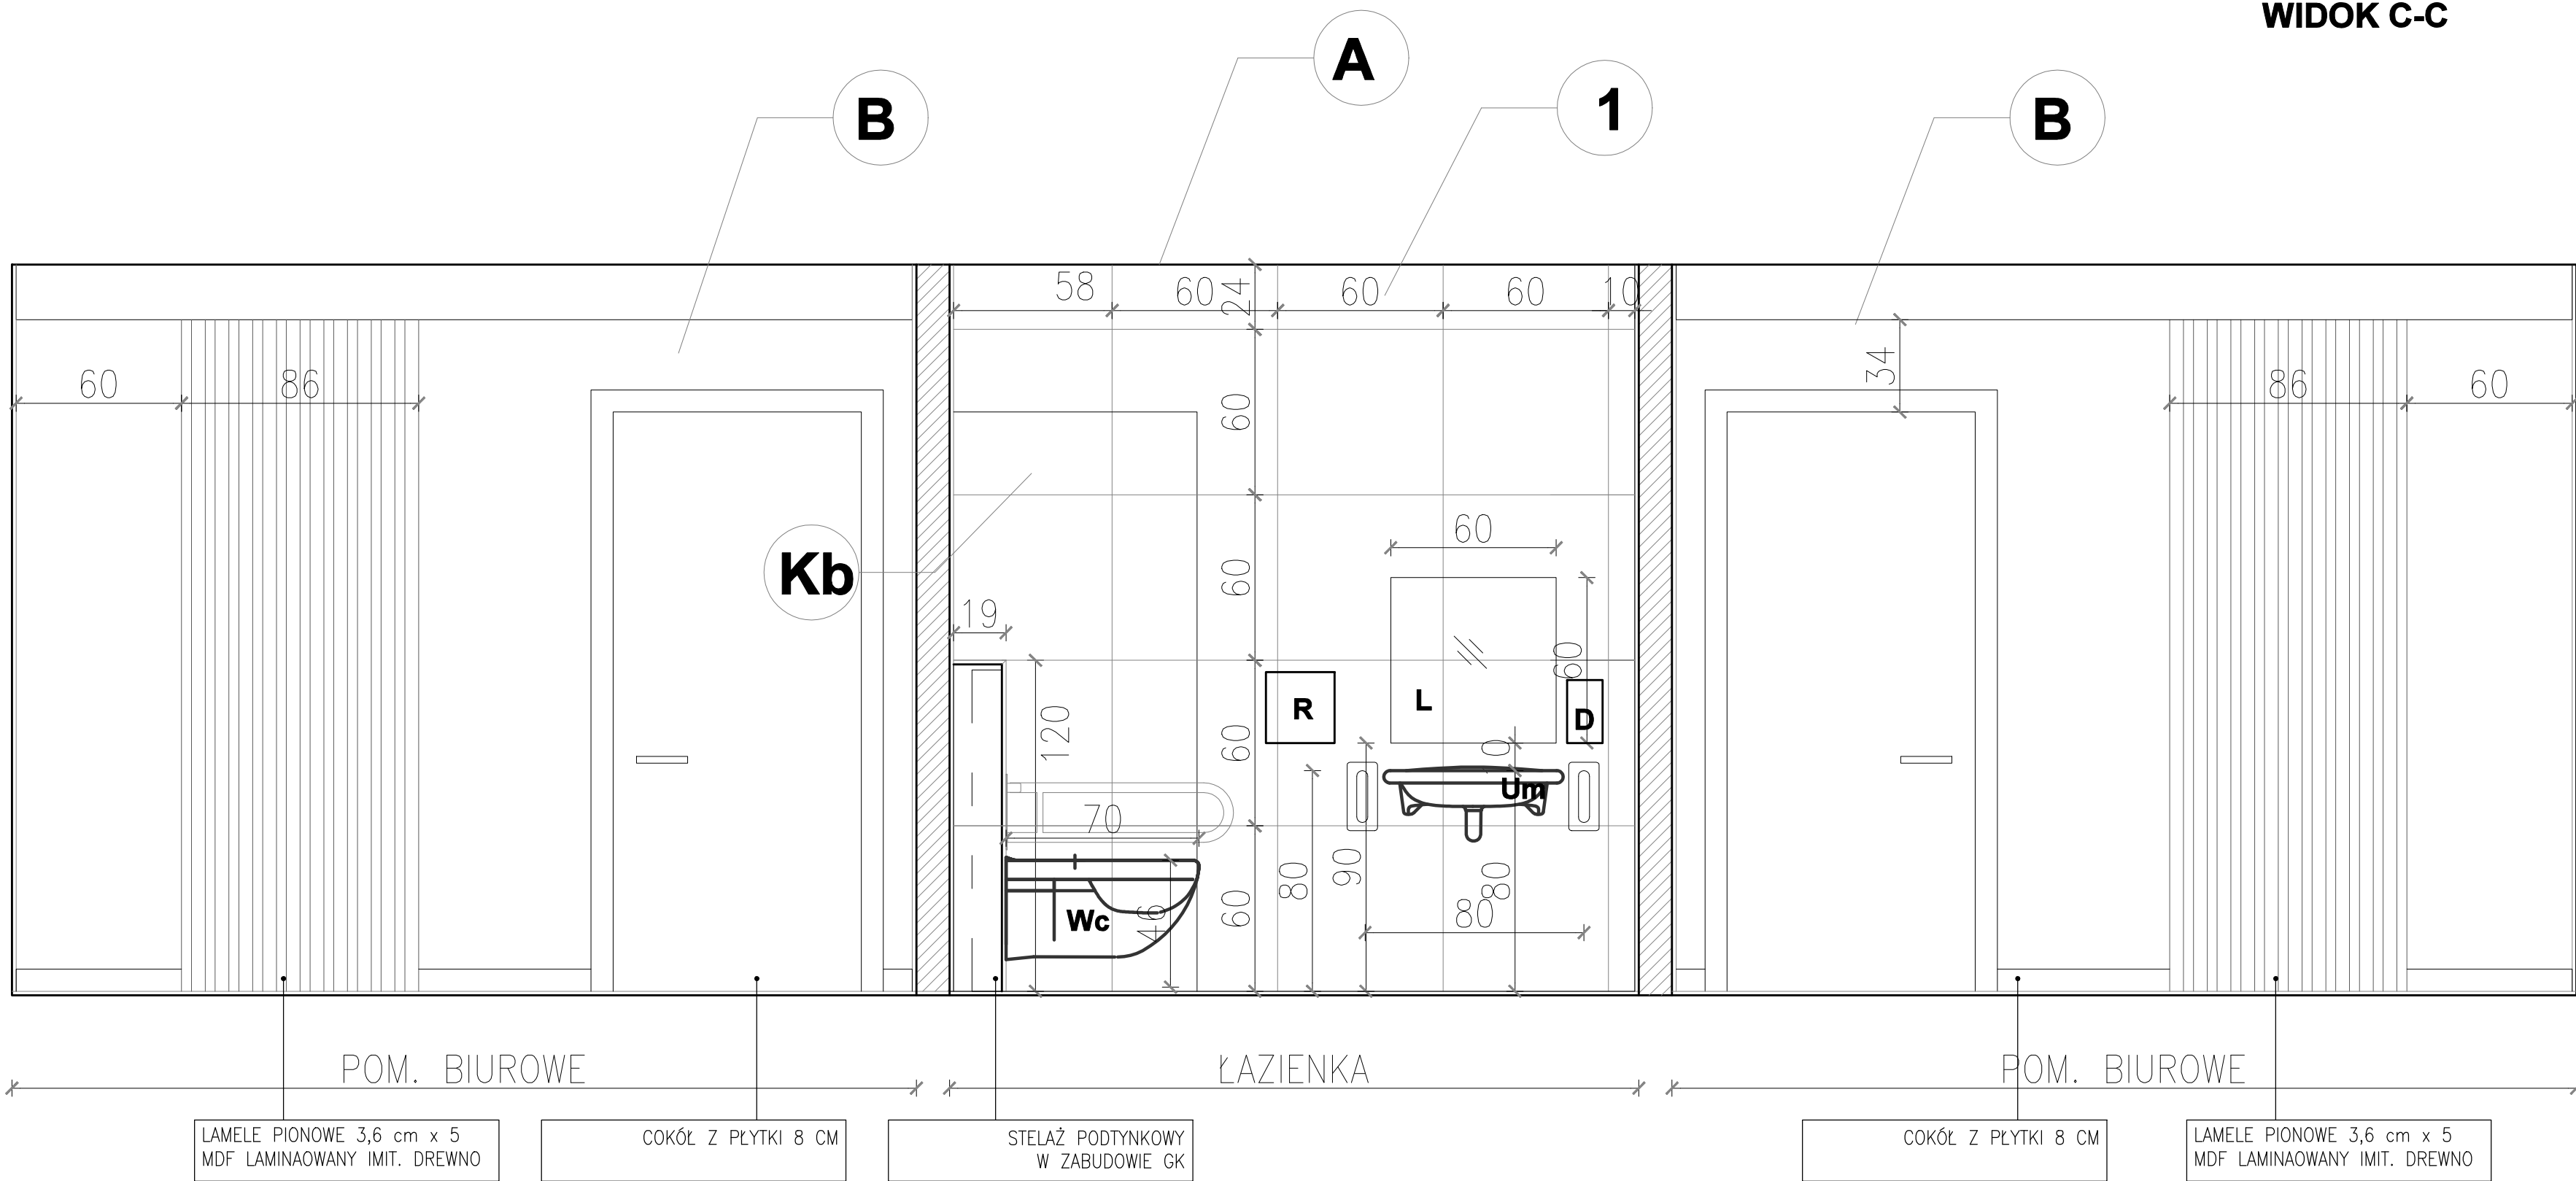 WIDOK C-C
A
B
1
B
58
60
24
60
60
10
60
86
34
86
60
60
Kb
60
60
19
60
R
L
D
120
60
10
Um
70
90
80
80
60
46
Wc
80
POM. BIUROWE
ŁAZIENKA
POM. BIUROWE
LAMELE PIONOWE 3,6 cm x 5
MDF LAMINAOWANY IMIT. DREWNO
COKÓŁ Z PŁYTKI 8 CM
STELAŻ PODTYNKOWY
W ZABUDOWIE GK
COKÓŁ Z PŁYTKI 8 CM
LAMELE PIONOWE 3,6 cm x 5
MDF LAMINAOWANY IMIT. DREWNO